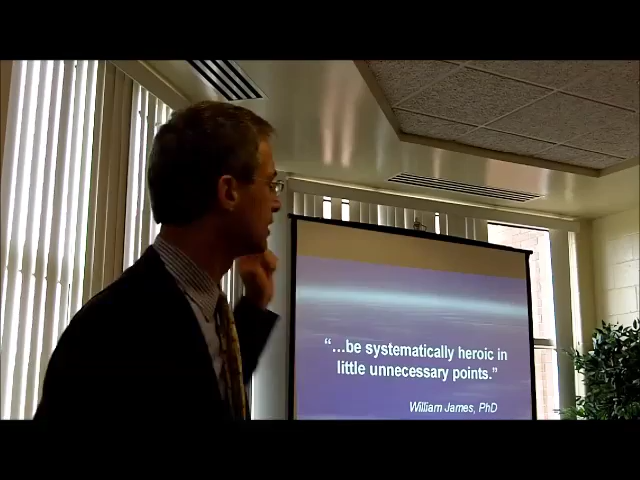 “...be systematically heroic in
little unnecessary points.”
William James, PhD